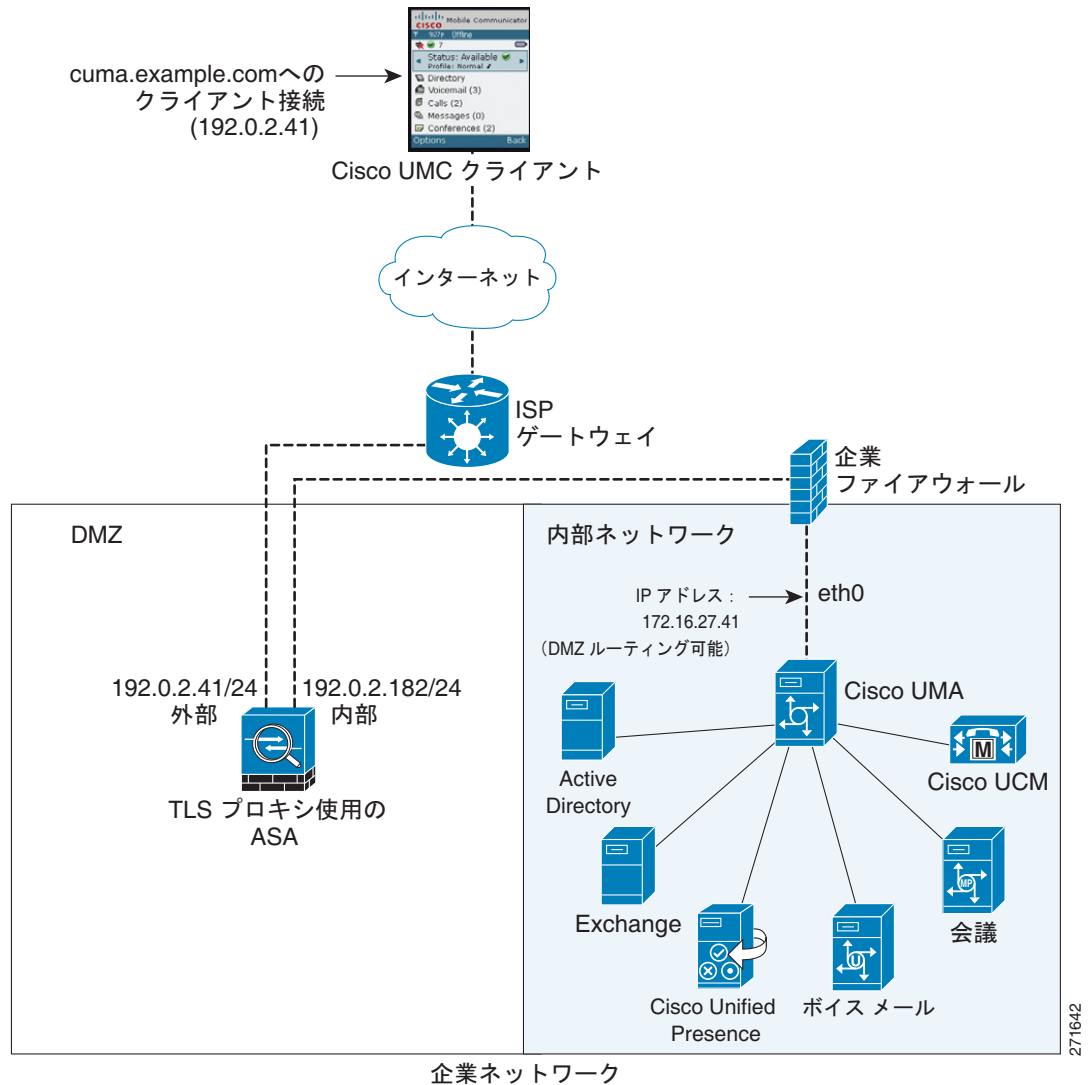 CISCO Mobile Communicator
Offline
7
Status: Available
Profile: Normal
Directory
Voicemail (3)
Calls (2)
Messages (0)
Conferences (2)
Options Back
cuma.example.comへの
クライアント接続
(192.0.2.41)
Cisco UMC クライアント
インターネット
ISP
ゲートウェイ
企業
ファイアウォール
DMZ
内部ネットワーク
IP アドレス :
172.16.27.41
(DMZ ルーティング可能)
eth0
192.0.2.41/24
外部
192.0.2.182/24
内部
TLS プロキシ使用の
ASA
Cisco UMA
Active
Directory
M
Cisco UCM
Exchange
MP
会議
Cisco Unified
Presence
U
ボイス メール
企業ネットワーク
271642